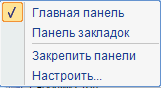 Главная панель
Панель закладок
Закрепить панели
Настроить...